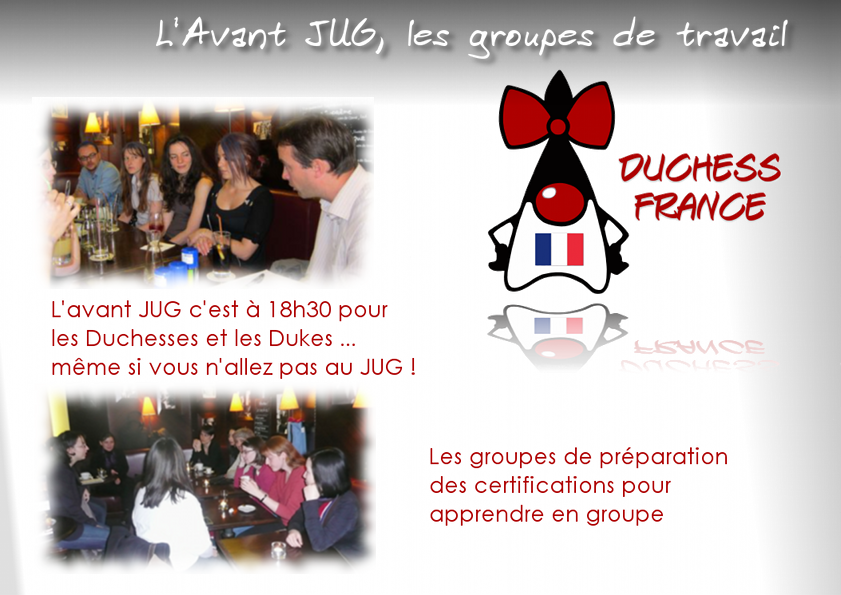 L'Avant JUG, les groupes de travail
DUCHESS
FRANCE
L'avant JUG c'est à 18h30 pour
les Duchesses et les Dukes ...
même si vous n'allez pas au JUG !
Les groupes de préparation
des certifications pour
apprendre en groupe